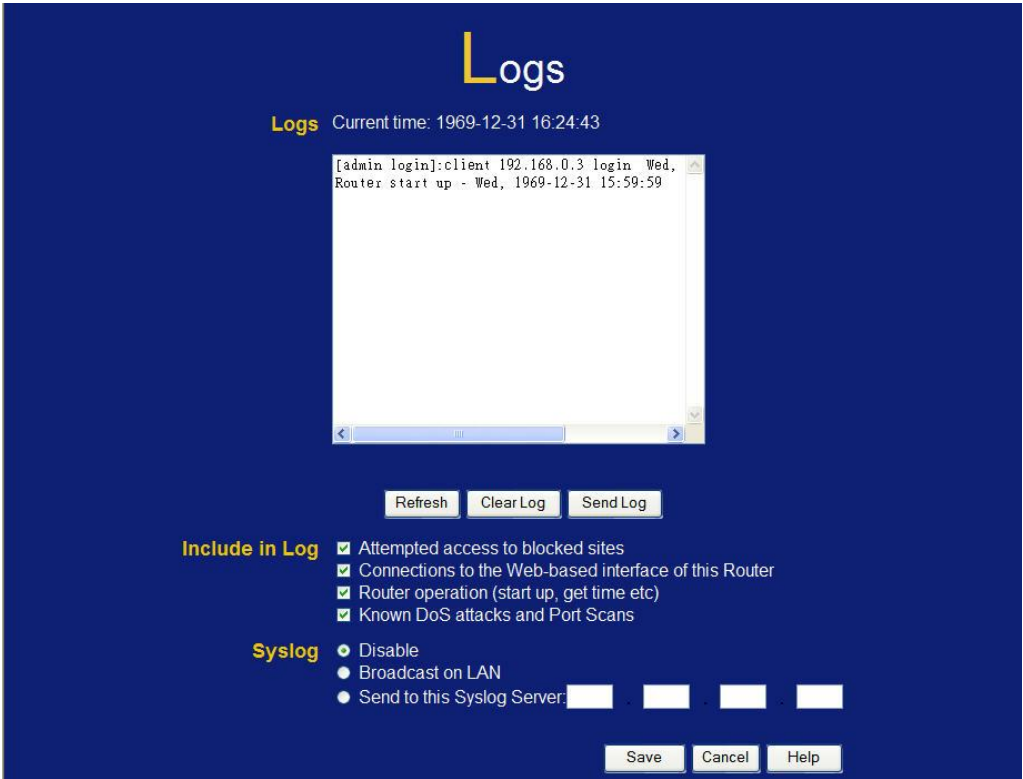 Logs
Logs Current time: 1969-12-31 16:24:43
[admin login]:client 192.168.0.3 login Wed,
Router start up - Wed, 1969-12-31 15:59:59
Refresh Clear Log Send Log
Include in Log Attempted access to blocked sites
Connections to the Web-based interface of this Router
Router operation (start up, get time etc)
Known DoS attacks and Port Scans
Syslog Disable
Broadcast on LAN
Send to this Syslog Server: . . .
Save Cancel Help